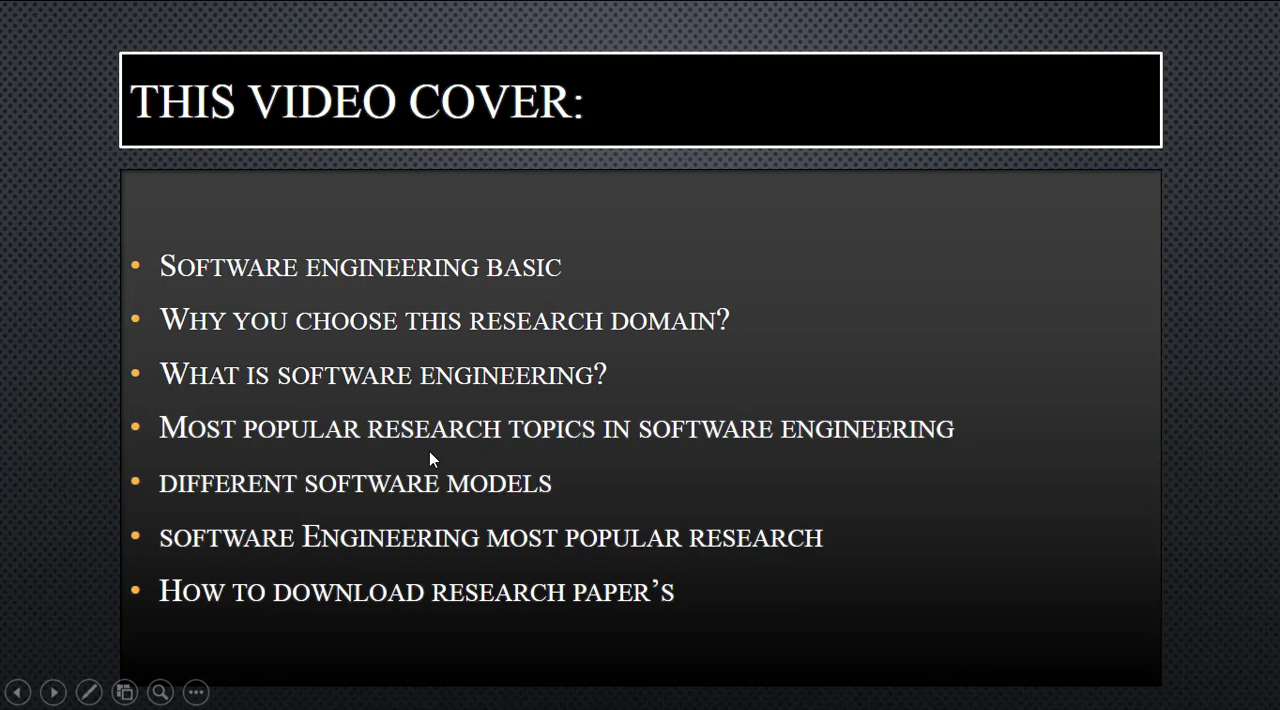 THIS VIDEO COVER:
SOFTWARE ENGINEERING BASIC
WHY YOU CHOOSE THIS RESEARCH DOMAIN?
WHAT IS SOFTWARE ENGINEERING?
MOST POPULAR RESEARCH TOPICS IN SOFTWARE ENGINEERING
DIFFERENT SOFTWARE MODELS
SOFTWARE ENGINEERING MOST POPULAR RESEARCH
HOW TO DOWNLOAD RESEARCH PAPER’S